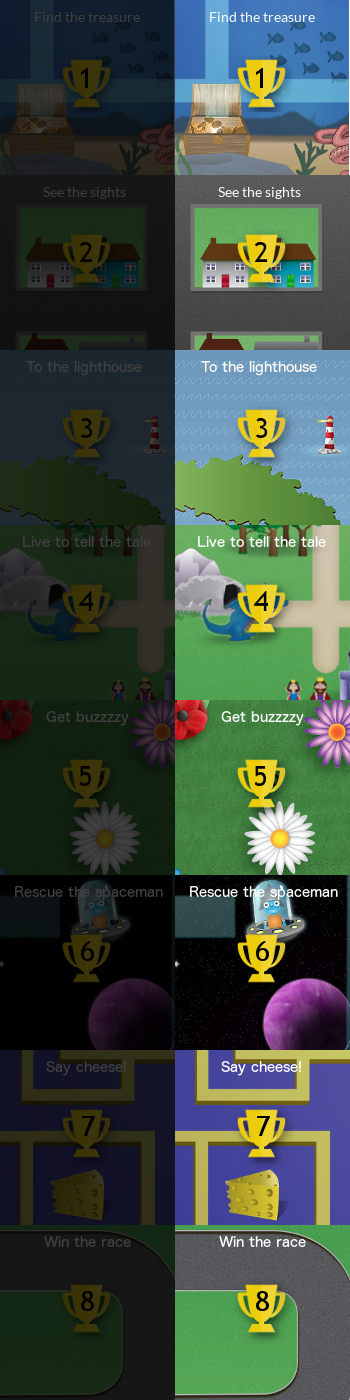 Find the treasure Find the treasure
1 1
See the sights See the sights
2 2
To the lighthouse To the lighthouse
3 3
Live to tell the tale Live to tell the tale
4 4
Get buzzzzy Get buzzzzy
5 5
Rescue the spaceman Rescue the spaceman
6 6
Say cheese! Say cheese!
7 7
Win the race Win the race
8 8